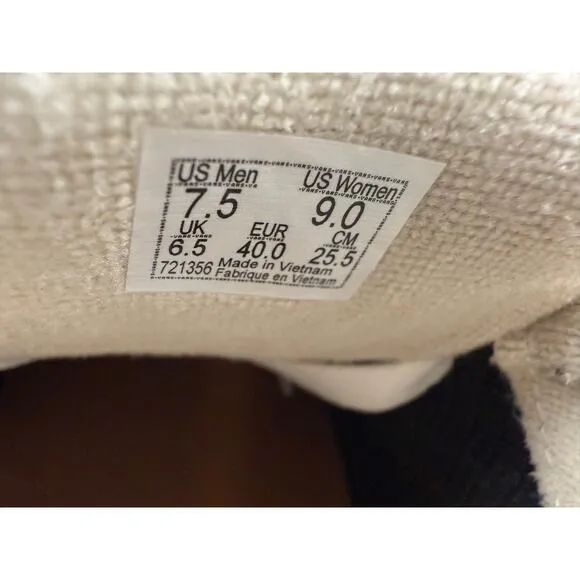 US Men US Women
7.5 9.0
UK EUR CM
6.5 40.0 25.5
721356 Made in Vietnam
Fabrique en Vietnam